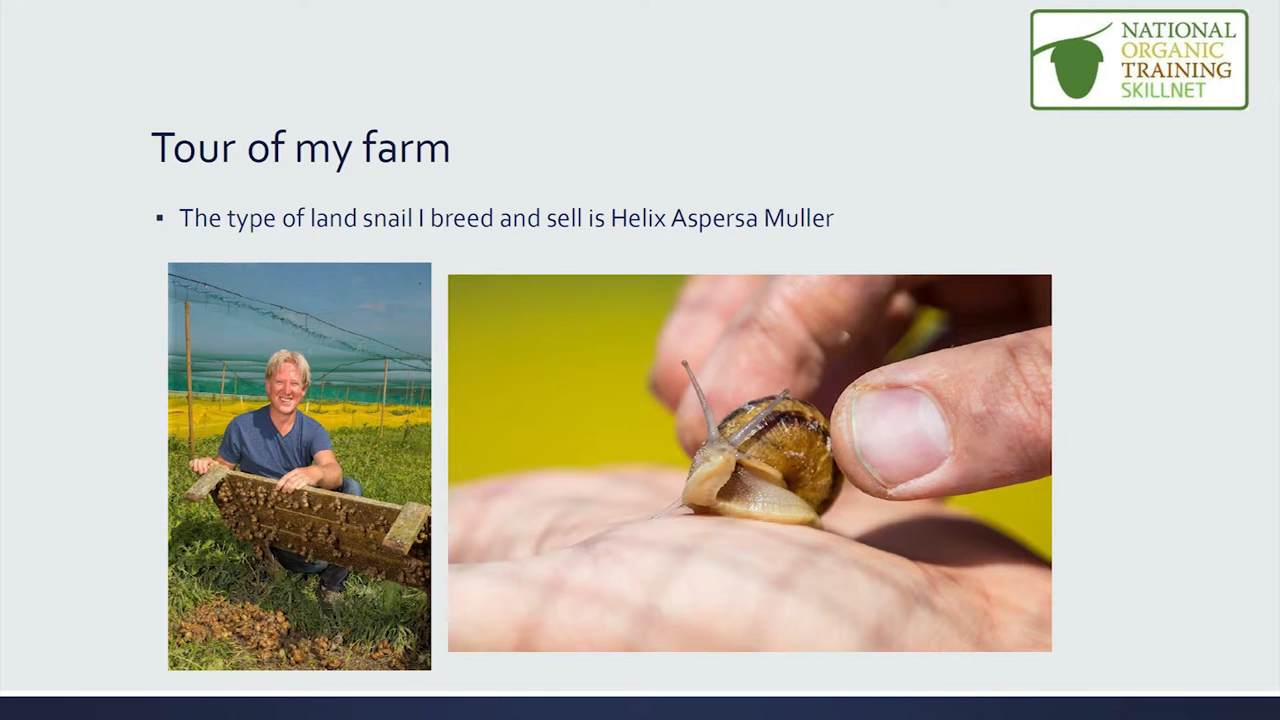 NATIONAL
ORGANIC
TRAINING
SKILLNET
Tour of my farm
▪ The type of land snail I breed and sell is Helix Aspersa Muller